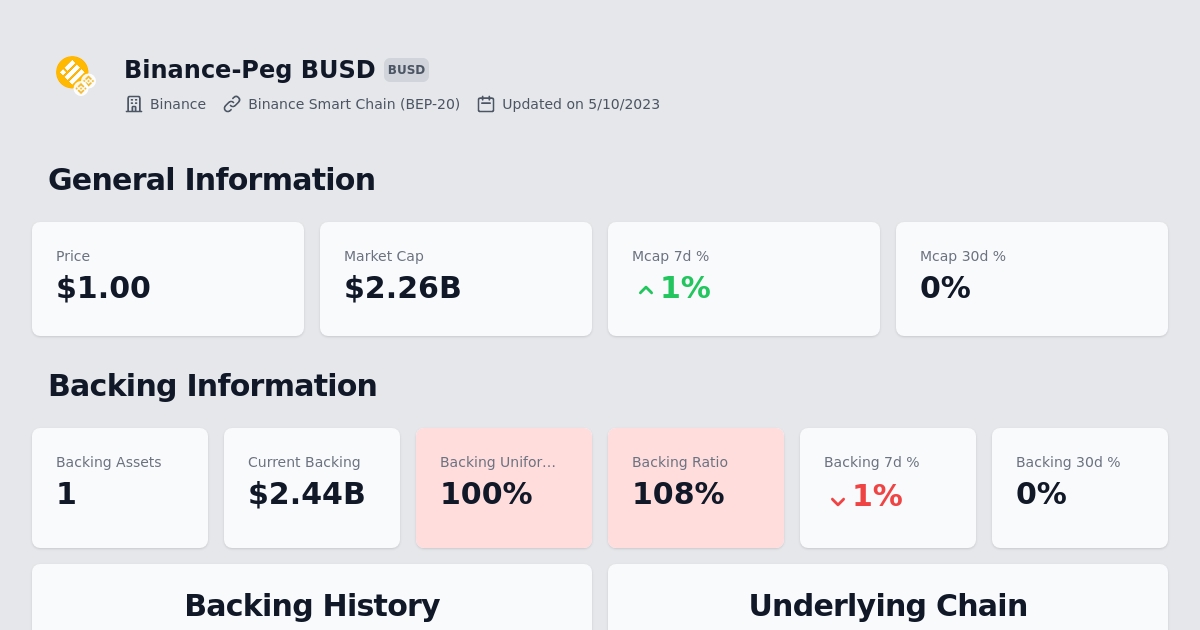 Binance-Peg BUSD BUSD
Binance Binance Smart Chain (BEP-20) Updated on 5/10/2023
General Information
Price Market Cap Mcap 7d % Mcap 30d %
$1.00 $2.26B 1% 0%
Backing Information
Backing Assets Current Backing Backing Unifor... Backing Ratio Backing 7d % Backing 30d %
1 $2.44B 100% 108% 1% 0%
Backing History Underlying Chain